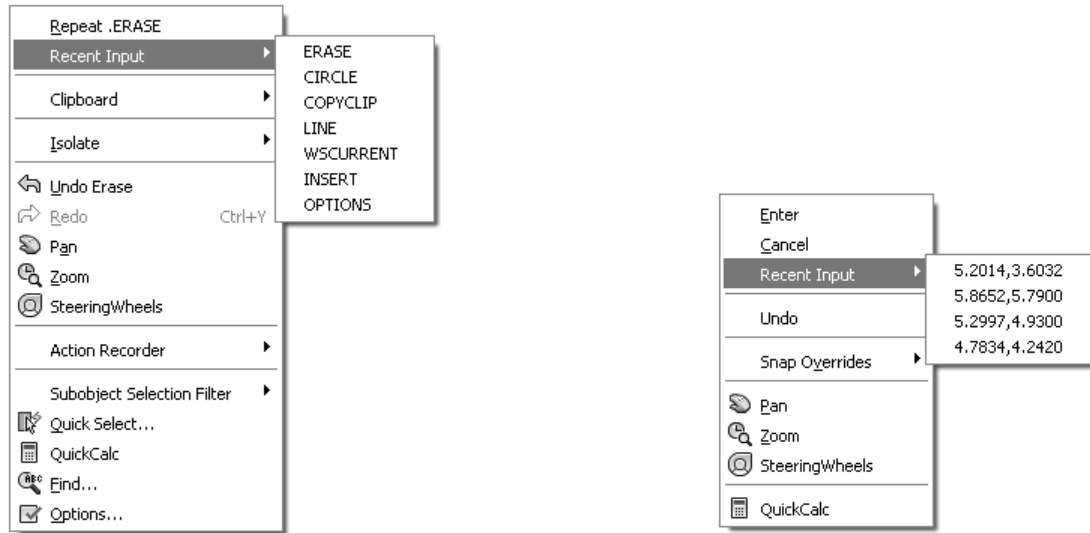 Repeat .ERASE
Recent Input
Clipboard
Isolate
Undo Erase
Redo Ctrl+Y
Pan
Zoom
SteeringWheels
Action Recorder
Subobject Selection Filter
Quick Select...
QuickCalc
Find...
Options...
ERASE
CIRCLE
COPYCLIP
LINE
WSCURRENT
INSERT
OPTIONS
Enter
Cancel
Recent Input
Undo
Snap Overrides
Pan
Zoom
SteeringWheels
QuickCalc
5.2014,3.6032
5.8652,5.7900
5.2997,4.9300
4.7834,4.2420